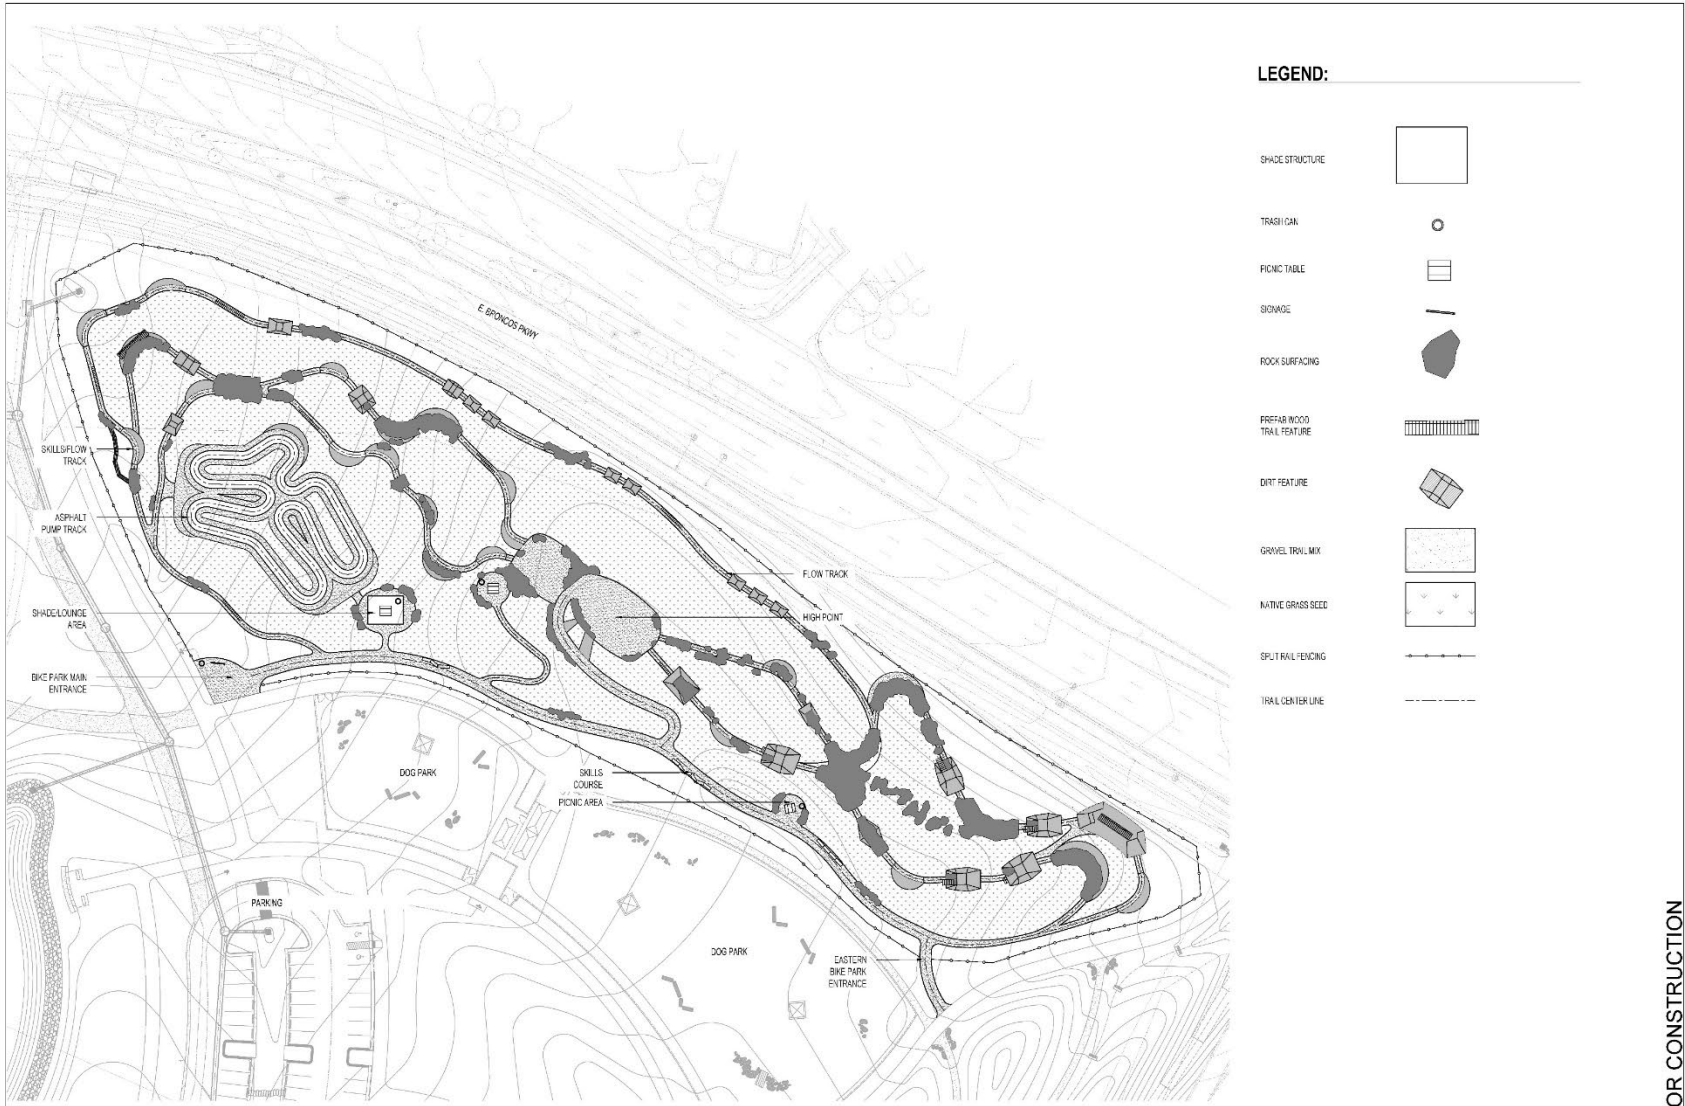 LEGEND:
SHADE STRUCTURE
TRASH CAN
PICNIC TABLE
SIGNAGE
ROCK SURFACING
PREFAB WOOD
TRAIL FEATURE
DIRT FEATURE
GRAVEL TRAIL MIX
NATIVE GRASS SEED
SPLIT RAIL FENCING
TRAIL CENTER LINE
E. BRONCOS PKWY
SKILLS/FLOW
TRACK
ASPHALT
PUMP TRACK
SHADE/LOUNGE
AREA
BIKE PARK MAIN
ENTRANCE
FLOW TRACK
HIGH POINT
SKILLS
COURSE
PICNIC AREA
DOG PARK
PARKING
DOG PARK
EASTERN
BIKE PARK
ENTRANCE
OR CONSTRUCTION